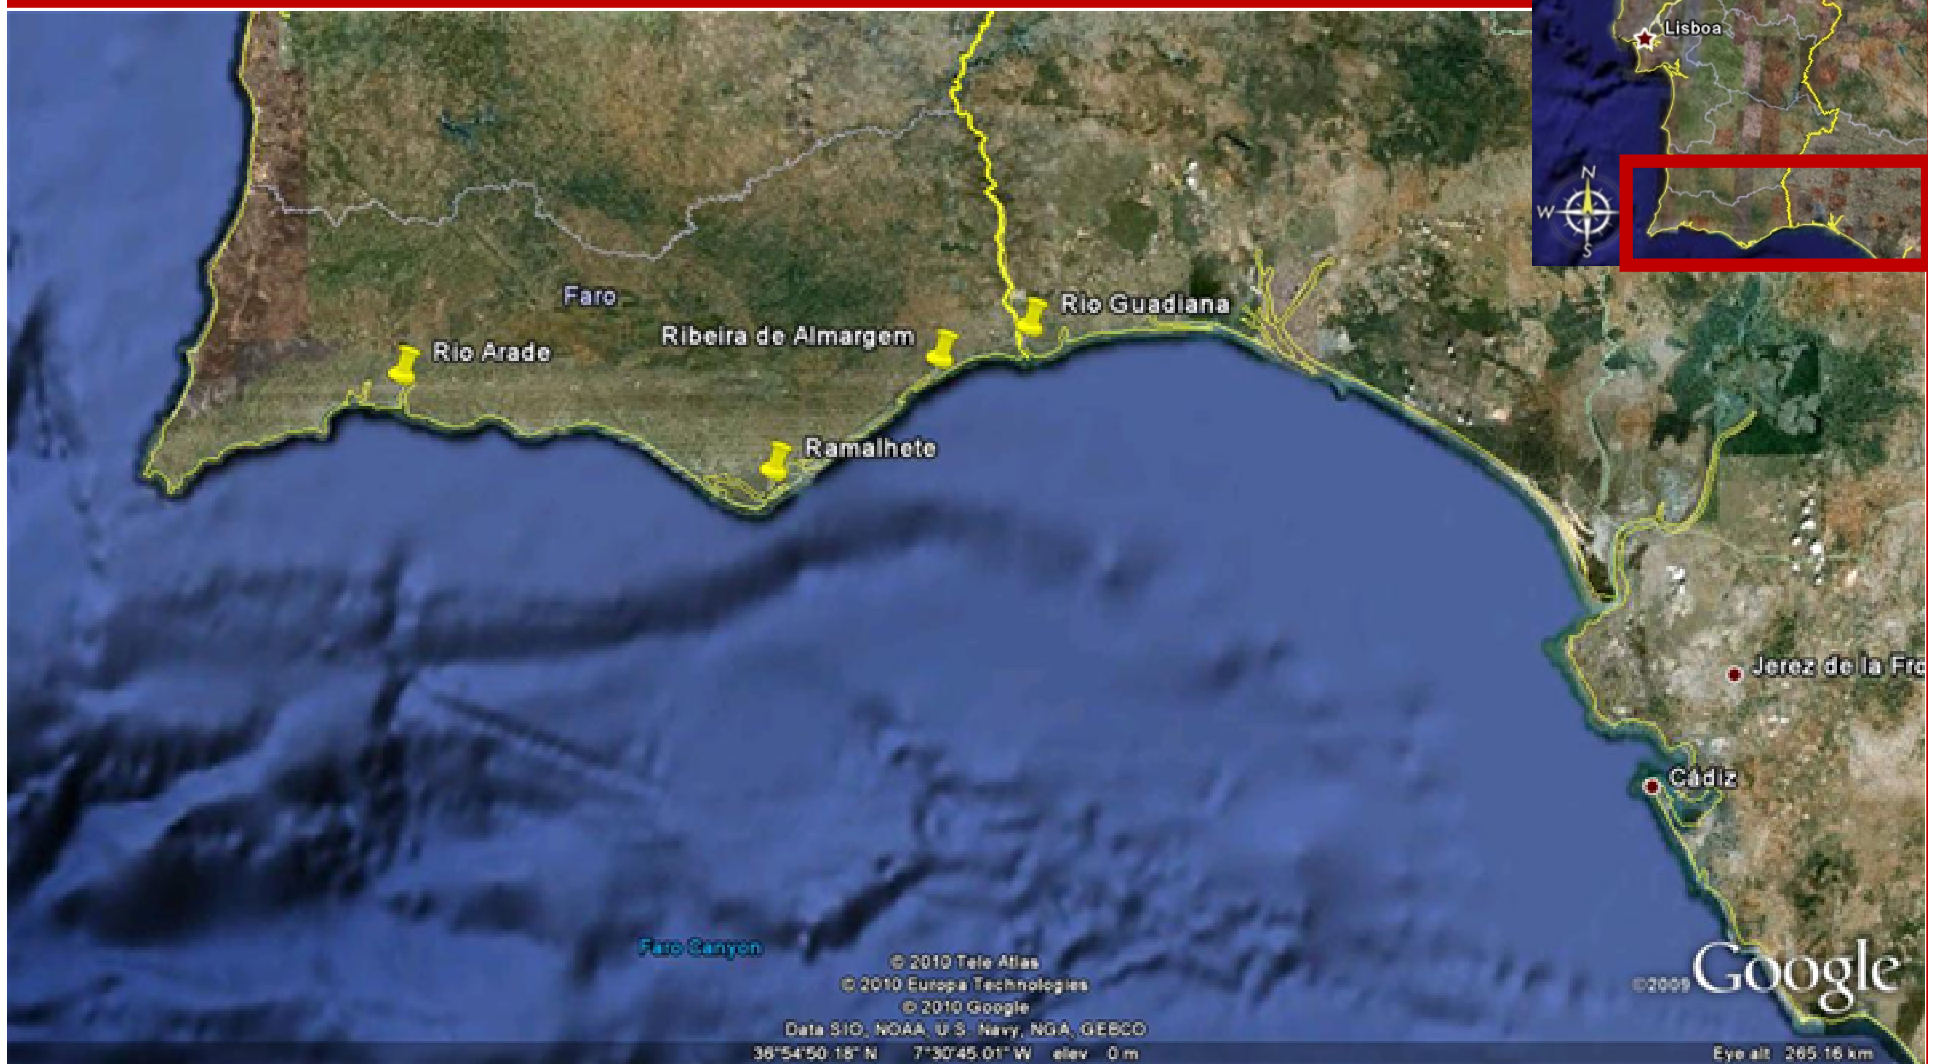 Lisboa
N
W
S
Faro
Rio Guadiana
Ribeira de Almargem
Rio Arade
Ramalhete
Jerez de la Fro
Cádiz
Faro Canyon
© 2010 Tele Atlas
© 2010 Europa Technologies
© 2010 Google
Data SIO, NOAA, U.S. Navy, NGA, GEBCO
©2009 Google
36°54'50.18" N 7°30'45.01" W elev 0 m
Eye alt 265.16 km